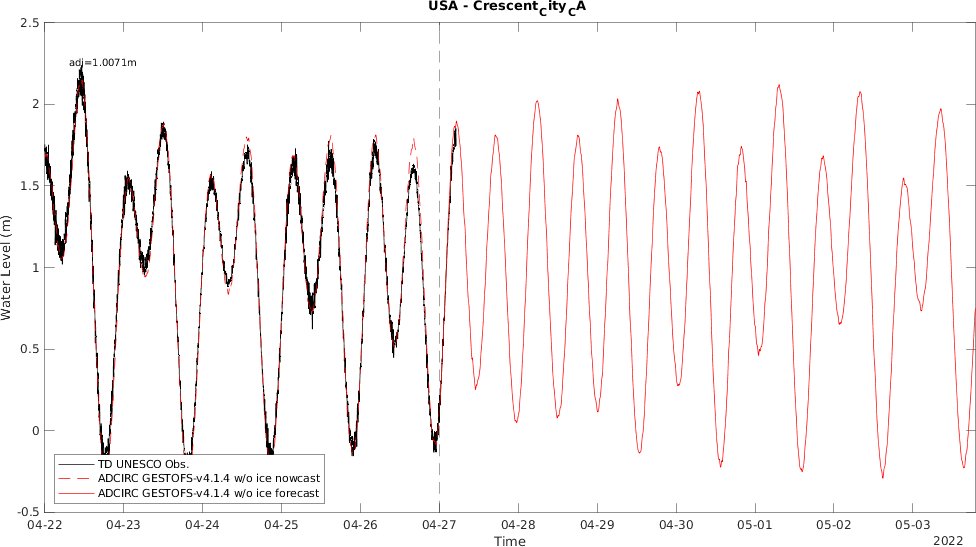 USA - Crescent_City_CA
adj=1.0071m
2.5
2
1.5
1
0.5
0
-0.5
Water Level (m)
TD UNESCO Obs.
ADCIRC GESTOFS-v4.1.4 w/o ice nowcast
ADCIRC GESTOFS-v4.1.4 w/o ice forecast
04-22 04-23 04-24 04-25 04-26 04-27 04-28 04-29 04-30 05-01 05-02 05-03
Time
2022